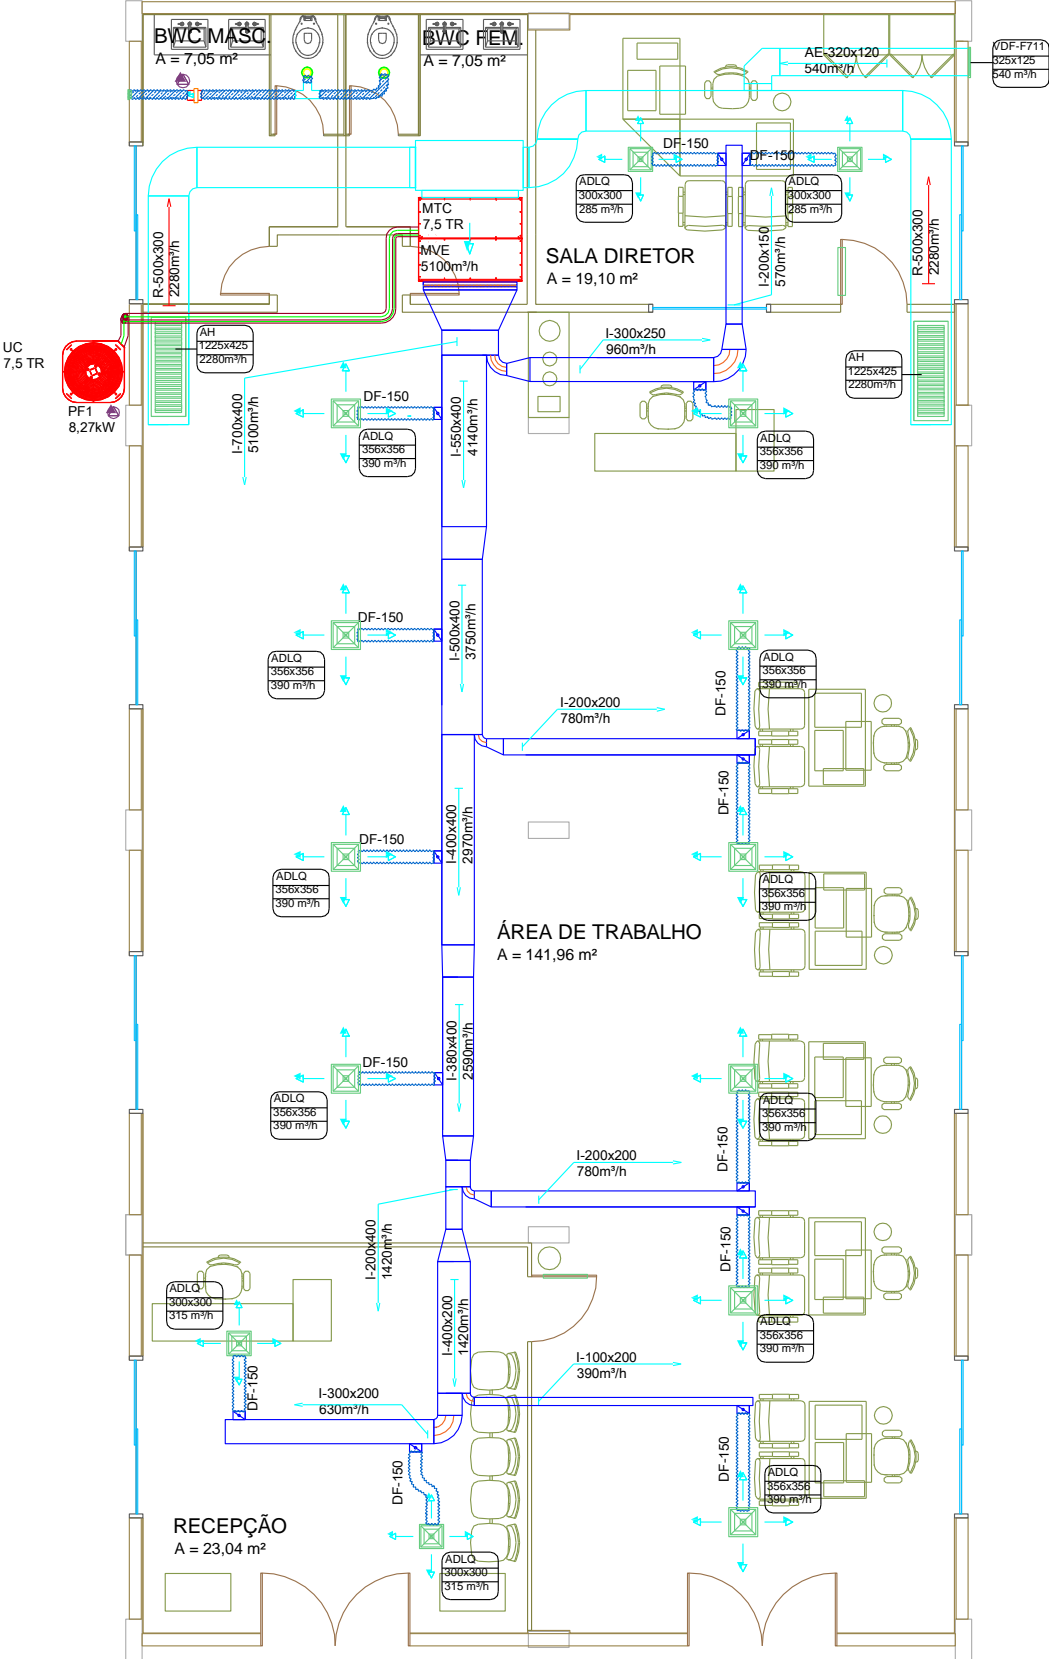 BWC MASC.
A = 7,05 m²
BWC FEM.
A = 7,05 m²
AE-320x120
540m³/h
VDF-F711
325x125
540 m³/h
DF-150
DF-150
ADLQ
300x300
285 m³/h
ADLQ
300x300
285 m³/h
MTC
7,5 TR
MVE
5100m³/h
SALA DIRETOR
A = 19,10 m²
I-200x150
570m³/h
R-500x300
2280m³/h
R-500x300
2280m³/h
UC
7,5 TR
PF1
8,27kW
AH
1225x425
2280m³/h
I-300x250
960m³/h
AH
1225x425
2280m³/h
I-700x400
5100m³/h
DF-150
ADLQ
356x356
390 m³/h
I-550x400
4140m³/h
ADLQ
356x356
390 m³/h
DF-150
ADLQ
356x356
390 m³/h
I-500x400
3750m³/h
ADLQ
356x356
390 m³/h
DF-150
I-200x200
780m³/h
DF-150
DF-150
ADLQ
356x356
390 m³/h
I-400x400
2970m³/h
ADLQ
356x356
390 m³/h
ÁREA DE TRABALHO
A = 141,96 m²
DF-150
ADLQ
356x356
390 m³/h
I-380x400
2590m³/h
ADLQ
356x356
390 m³/h
DF-150
I-200x200
780m³/h
I-200x400
1420m³/h
DF-150
ADLQ
300x300
315 m³/h
I-400x200
1420m³/h
ADLQ
356x356
390 m³/h
I-100x200
390m³/h
DF-150
I-300x200
630m³/h
DF-150
DF-150
ADLQ
356x356
390 m³/h
RECEPÇÃO
A = 23,04 m²
ADLQ
300x300
315 m³/h